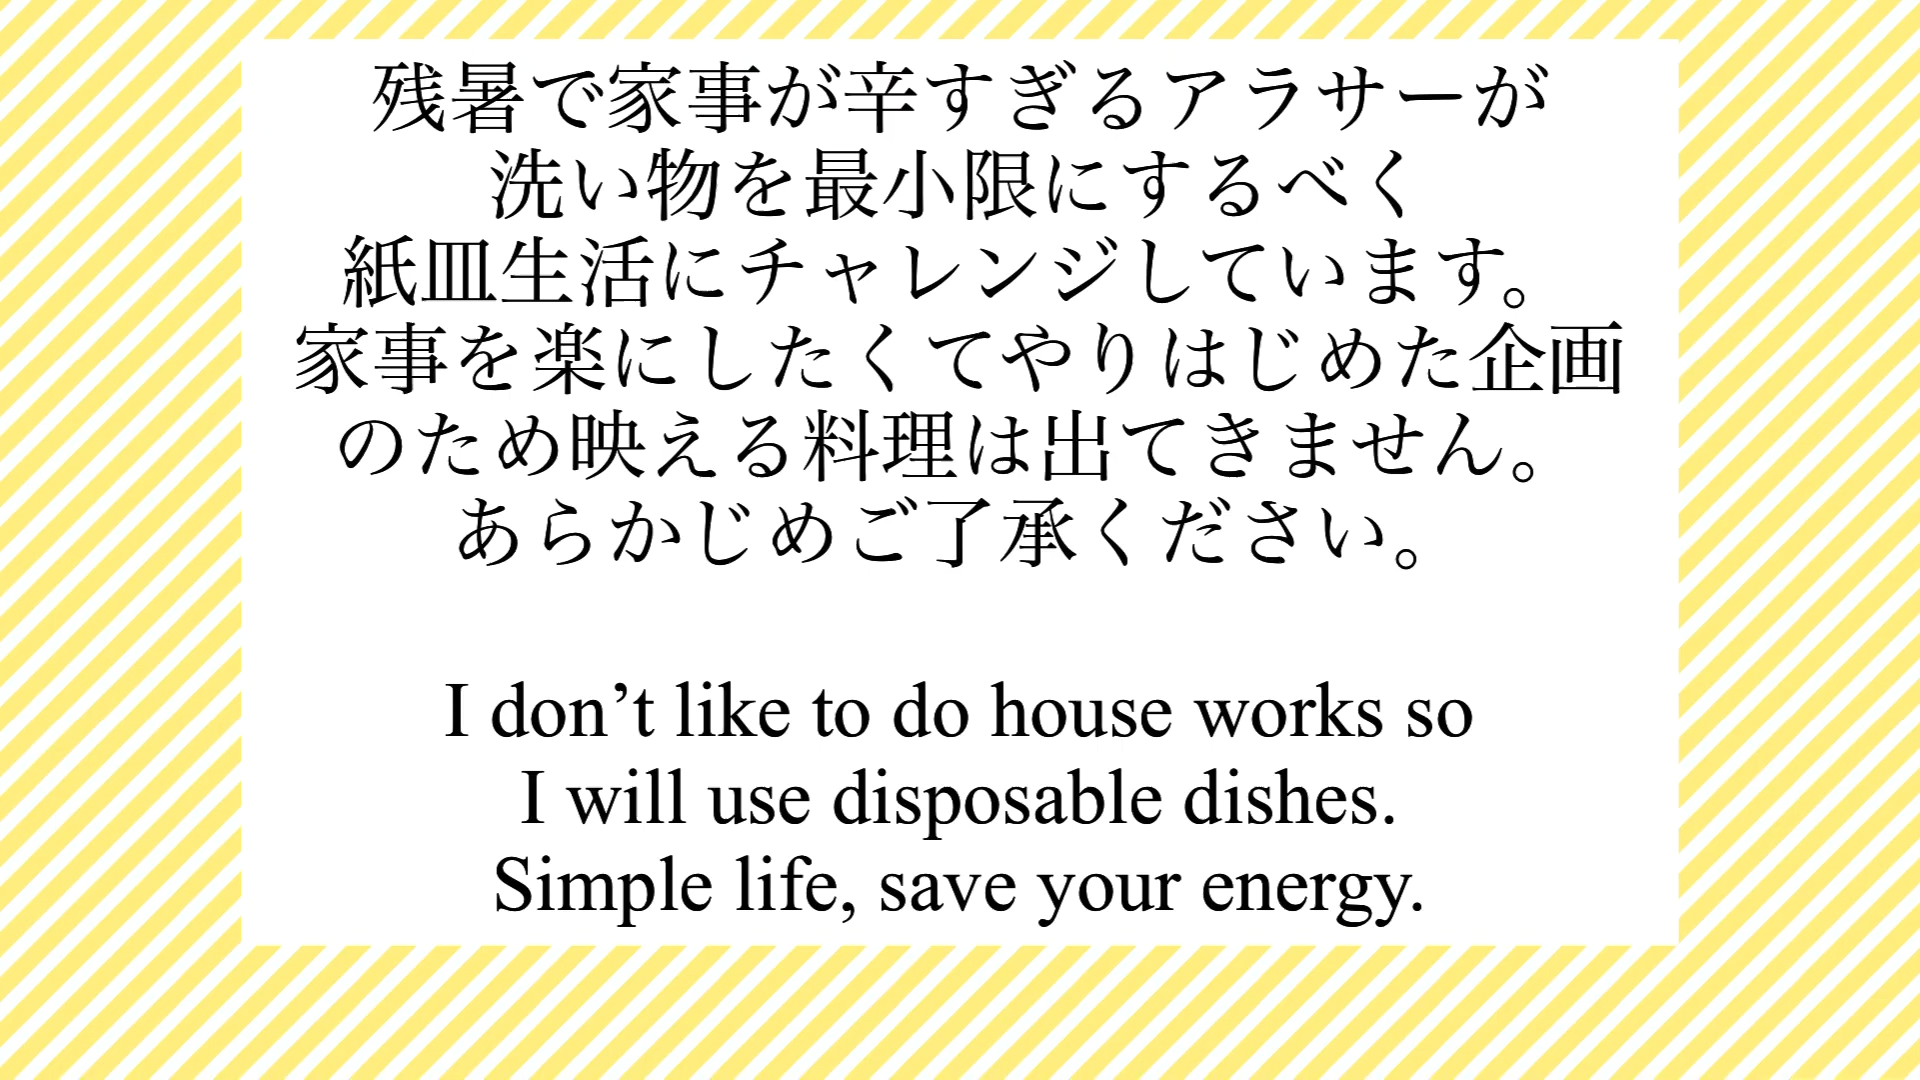 残暑で家事が辛すぎるアラサーが
洗い物を最小限にするべく
紙皿生活にチャレンジしています。
家事を楽にしたくてやりはじめた企画
のため映える料理は出てきません。
あらかじめご了承ください。
I don’t like to do house works so
I will use disposable dishes.
Simple life, save your energy.